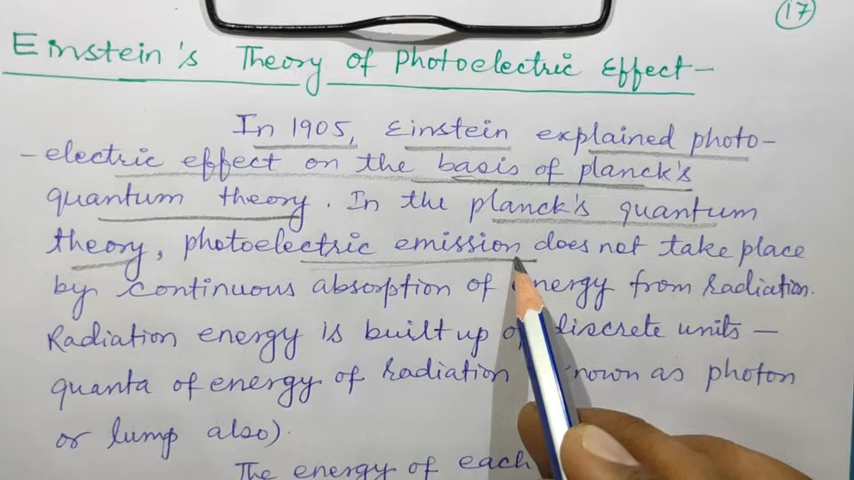 17
Einstein's Theory of Photoelectric Effect-
In 1905, Einstein explained photo-
-electric effect on the basis of planck's
quantum theory. In the planck's quantum
theory, photoelectric emission does not take place
by continuous absorption of energy from radiation.
Radiation energy is built up of discrete units -
quanta of energy of radiation known as photon
or lump also).
The energy of each